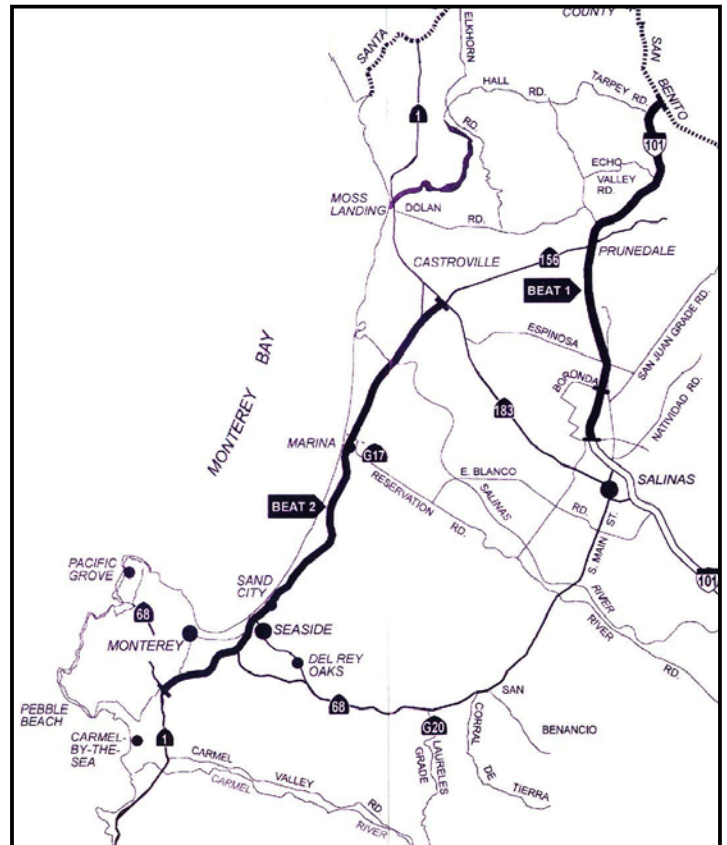 COUNTY
SANTA
ELKHORN
SAN
BENITO
HALL
RD.
TARPEY RD.
1
RD.
101
ECHO
VALLEY
RD.
MOSS
LANDING
DOLAN
RD.
PRUNEDALE
CASTROVILLE
156
BEAT 1
SAN JUAN GRADE RD.
ESPINOSA
MONTEREY BAY
BORONDA
NATIVIDAD RD.
183
MARINA
G17
E. BLANCO
RD.
SALINAS
RESERVATION
RD.
SALINAS
BEAT 2
S. MAIN ST.
101
PACIFIC
GROVE
SAND
CITY
RIVER
RIVER
RD.
68
SEASIDE
MONTEREY
DEL REY
OAKS
PEBBLE
BEACH
68
SAN
BENANCIO
CARMEL-
BY-THE-
SEA
1
G20
LAURELES
GRADE
CORRAL
DE
TIERRA
CARMEL
VALLEY
RD.
CARMEL
RIVER